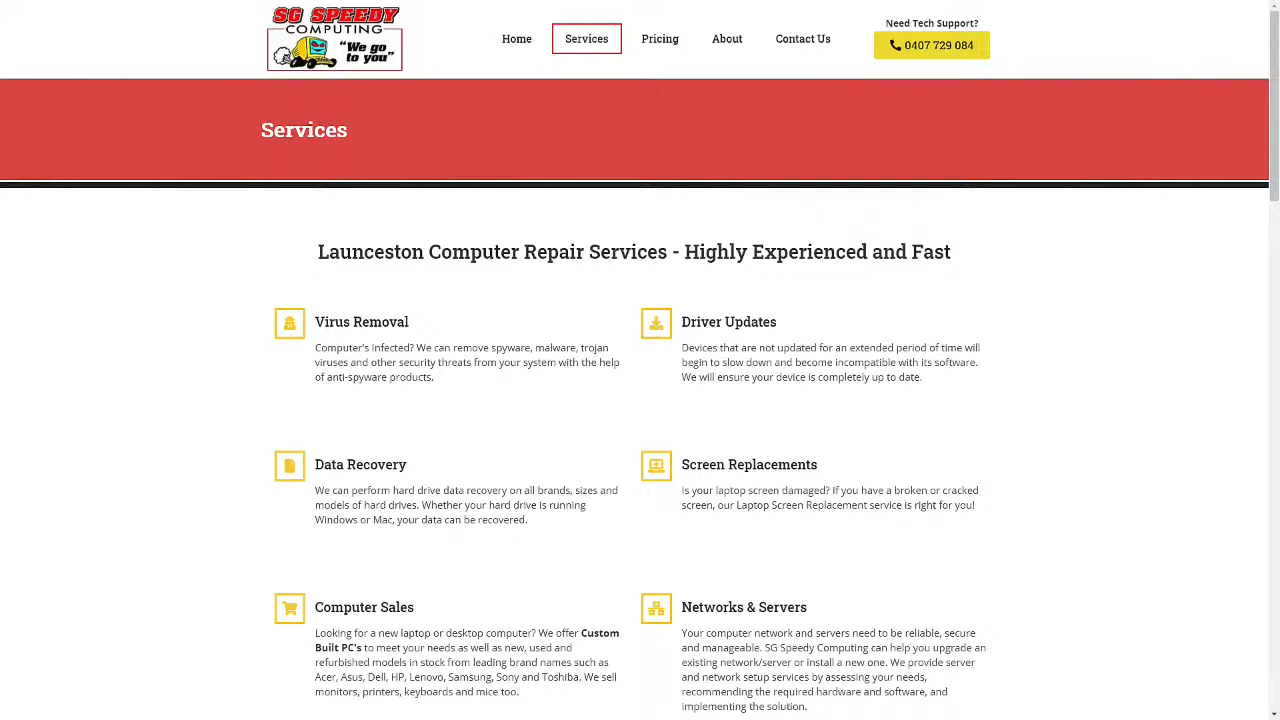 SG SPEEDY
COMPUTING
"We go
to you"
Home
Services
Pricing
About
Contact Us
Need Tech Support?
0407 729 084
Services
Launceston Computer Repair Services - Highly Experienced and Fast
Virus Removal
Computer's Infected? We can remove spyware, malware, trojan
viruses and other security threats from your system with the help
of anti-spyware products.
Driver Updates
Devices that are not updated for an extended period of time will
begin to slow down and become incompatible with its software.
We will ensure your device is completely up to date.
Data Recovery
We can perform hard drive data recovery on all brands, sizes and
models of hard drives. Whether your hard drive is running
Windows or Mac, your data can be recovered.
Screen Replacements
Is your laptop screen damaged? If you have a broken or cracked
screen, our Laptop Screen Replacement service is right for you!
Computer Sales
Looking for a new laptop or desktop computer? We offer Custom
Built PC's to meet your needs as well as new, used and
refurbished models in stock from leading brand names such as
Acer, Asus, Dell, HP, Lenovo, Samsung, Sony and Toshiba. We sell
monitors, printers, keyboards and mice too.
Networks & Servers
Your computer network and servers need to be reliable, secure
and manageable. SG Speedy Computing can help you upgrade an
existing network/server or install a new one. We provide server
and network setup services by assessing your needs,
recommending the required hardware and software, and
implementing the solution.